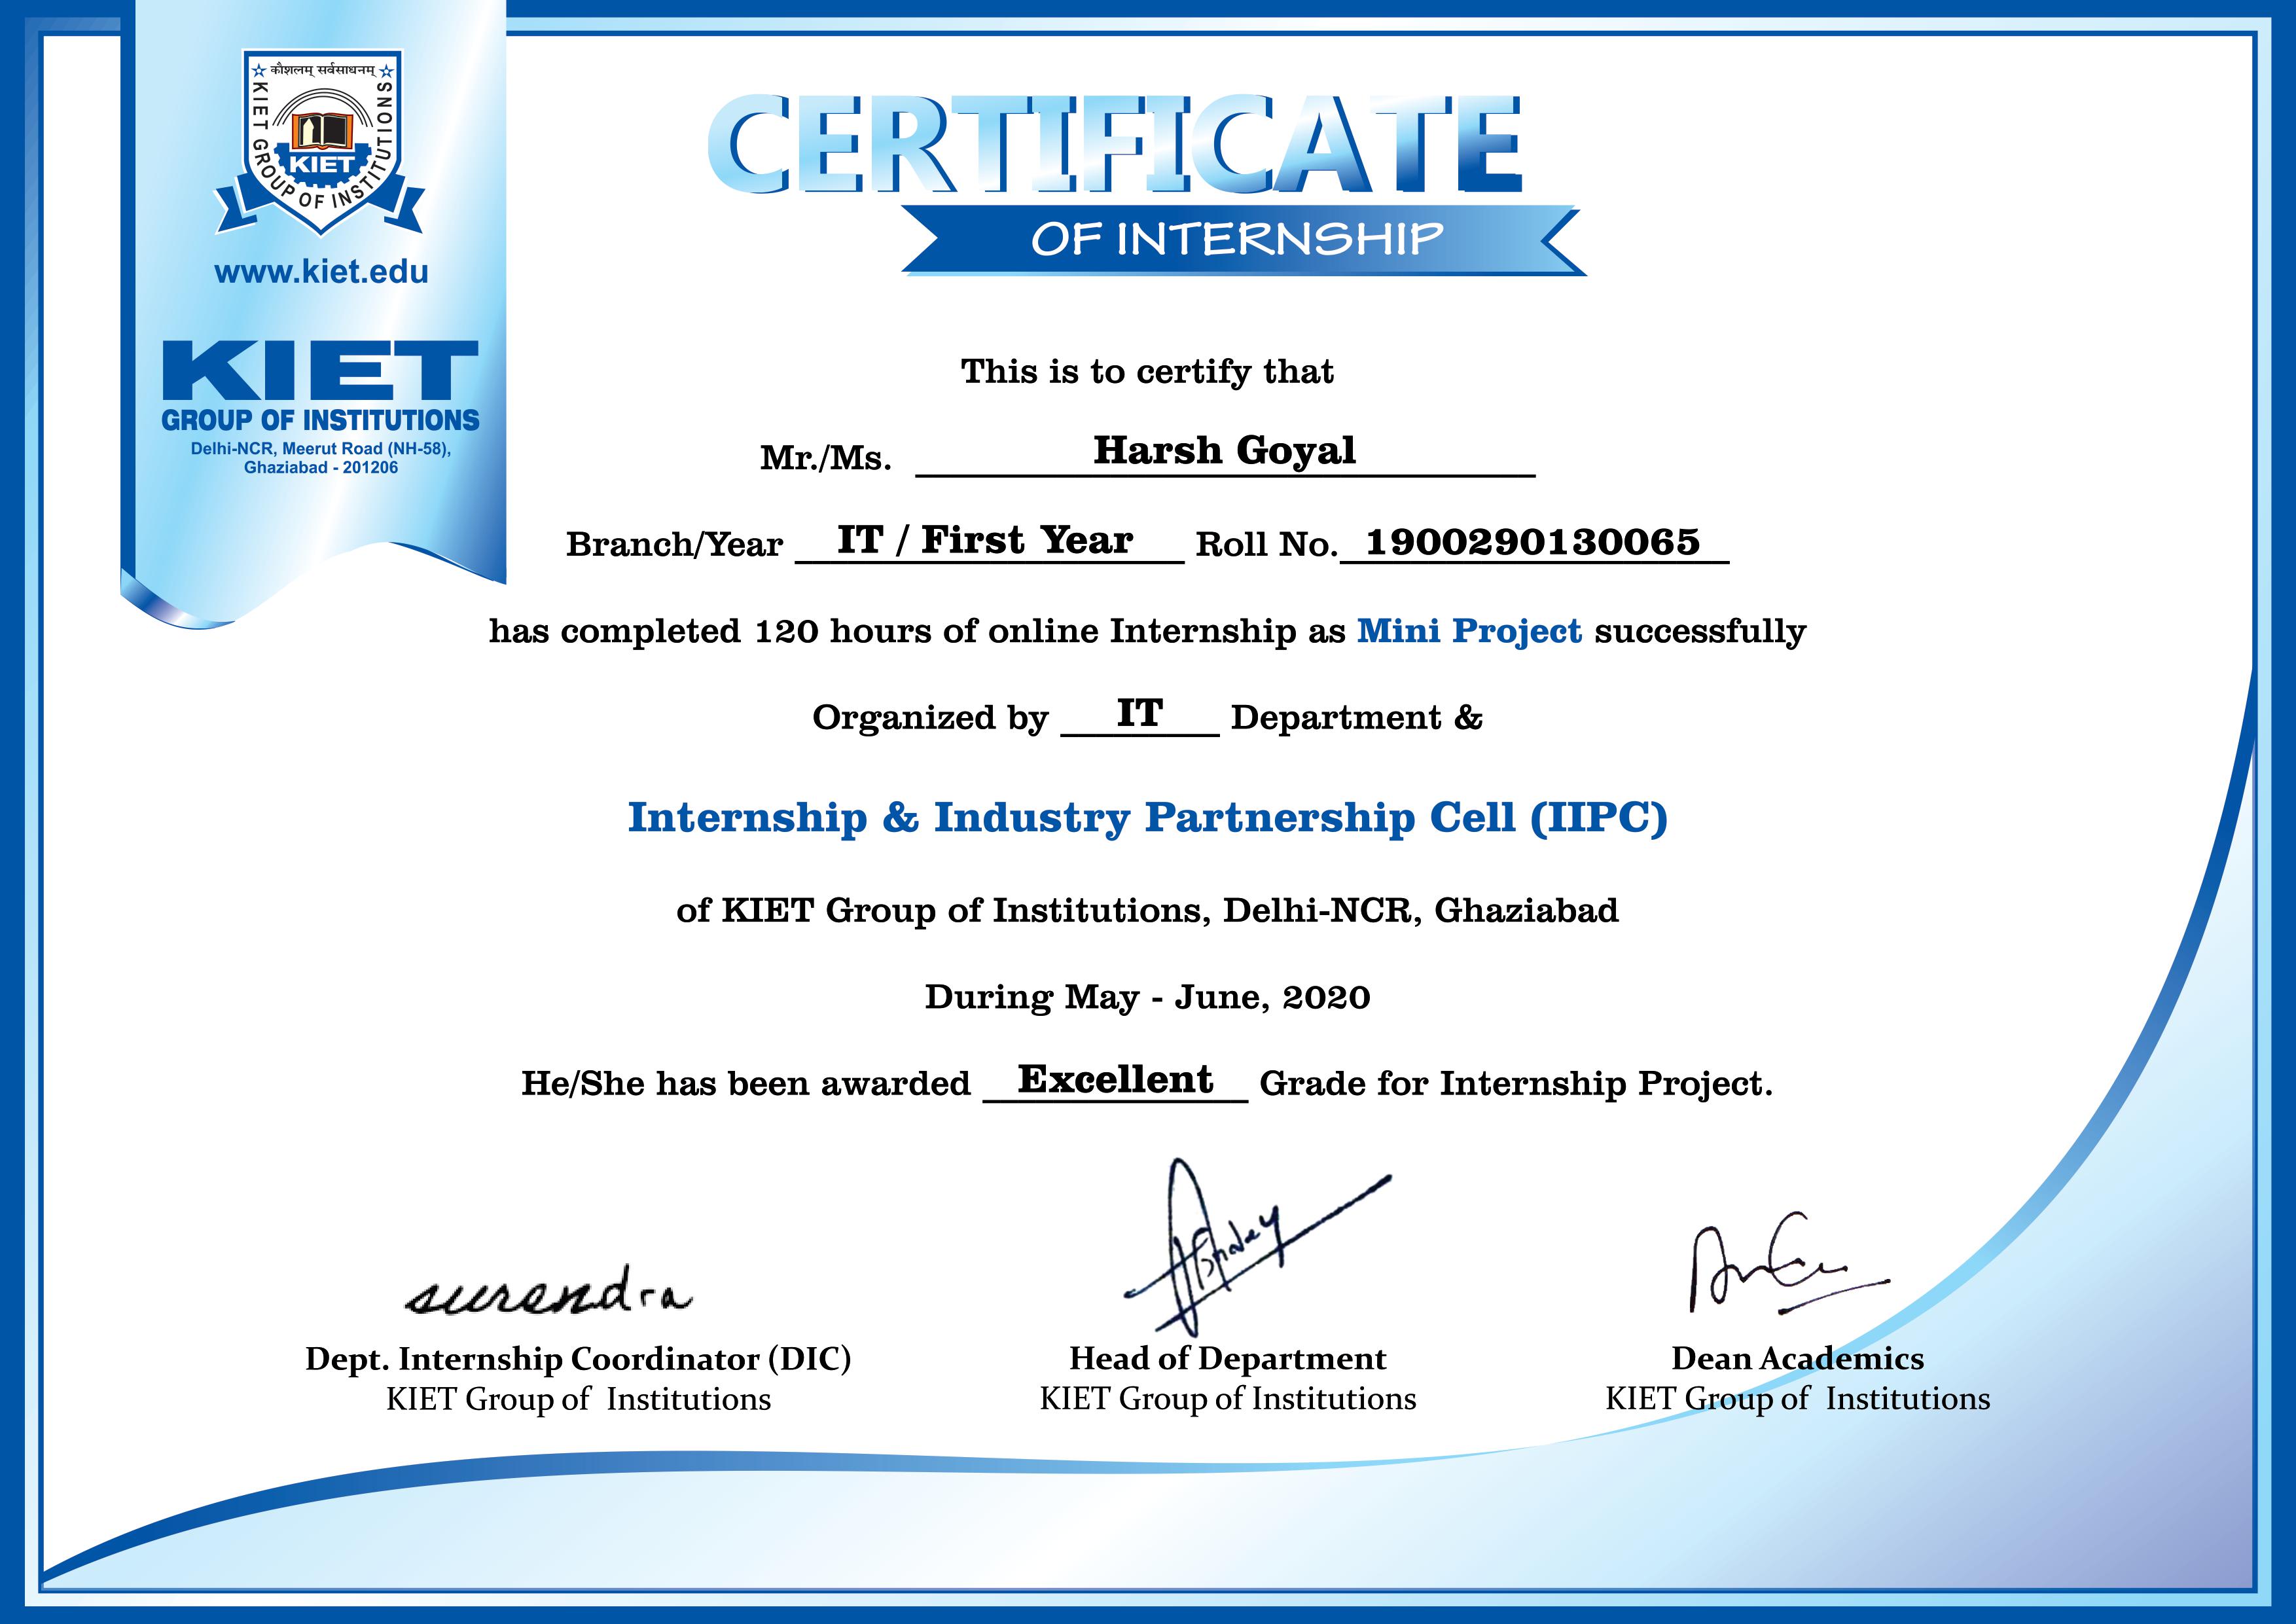 कौशलम् सर्वसाधनम्
KIET GROUP OF INSTITUTIONS
KIET
www.kiet.edu
KIET
GROUP OF INSTITUTIONS
Delhi-NCR, Meerut Road (NH-58),
Ghaziabad - 201206
CERTIFICATE
OF INTERNSHIP
This is to certify that
Mr./Ms. Harsh Goyal
Branch/Year IT / First Year Roll No. 1900290130065
has completed 120 hours of online Internship as Mini Project successfully
Organized by IT Department &
Internship & Industry Partnership Cell (IIPC)
of KIET Group of Institutions, Delhi-NCR, Ghaziabad
During May - June, 2020
He/She has been awarded Excellent Grade for Internship Project.
surendra
Dept. Internship Coordinator (DIC)
KIET Group of Institutions
Head of Department
KIET Group of Institutions
Dean Academics
KIET Group of Institutions